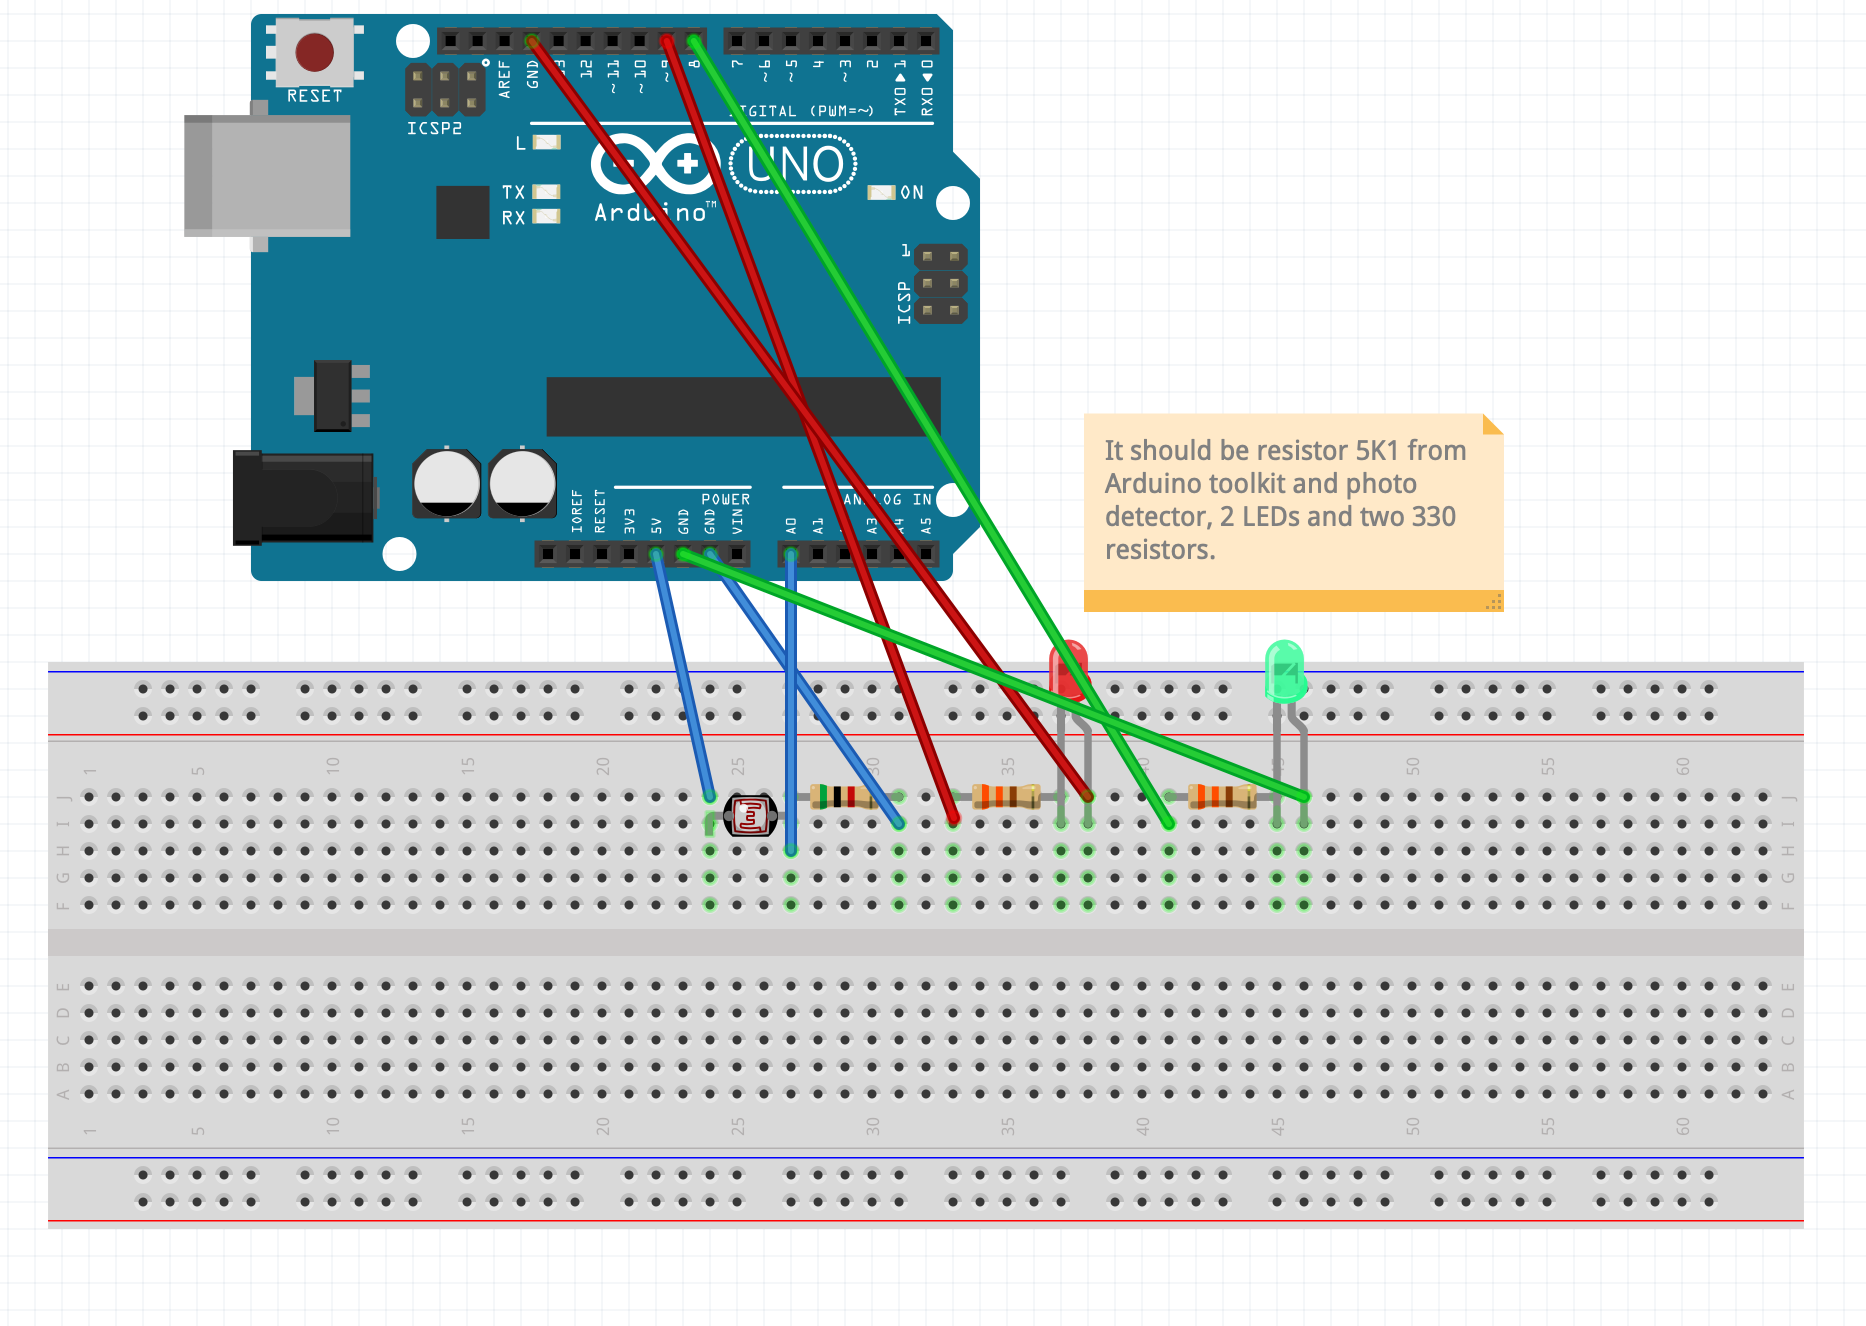 RESET
ICSP2
AREF
GND
13
12
~11
~10
~9
8
7
~6
~5
4
~3
2
TXO▶1
RXO◀0
IGITAL (PWM=~)
L
TX
RX
UNO
Arduino™
ON
1
ICSP
It should be resistor 5K1 from
Arduino toolkit and photo
detector, 2 LEDs and two 330
resistors.
POWER
ANALOG IN
IOREF
RESET
3V3
5V
GND
GND
VIN
A0
A1
A3
A4
A5
1
5
10
15
20
25
30
35
40
45
50
55
60
J
I
H
G
F
J
I
H
G
F
E
D
C
B
A
E
D
C
B
A
1
5
10
15
20
25
30
35
40
45
50
55
60